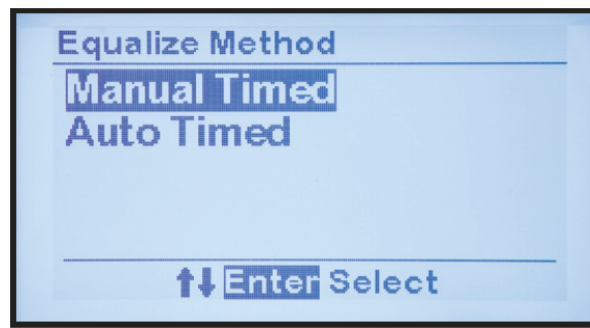 Equalize Method
Manual Timed
Auto Timed
↑↓ Enter Select